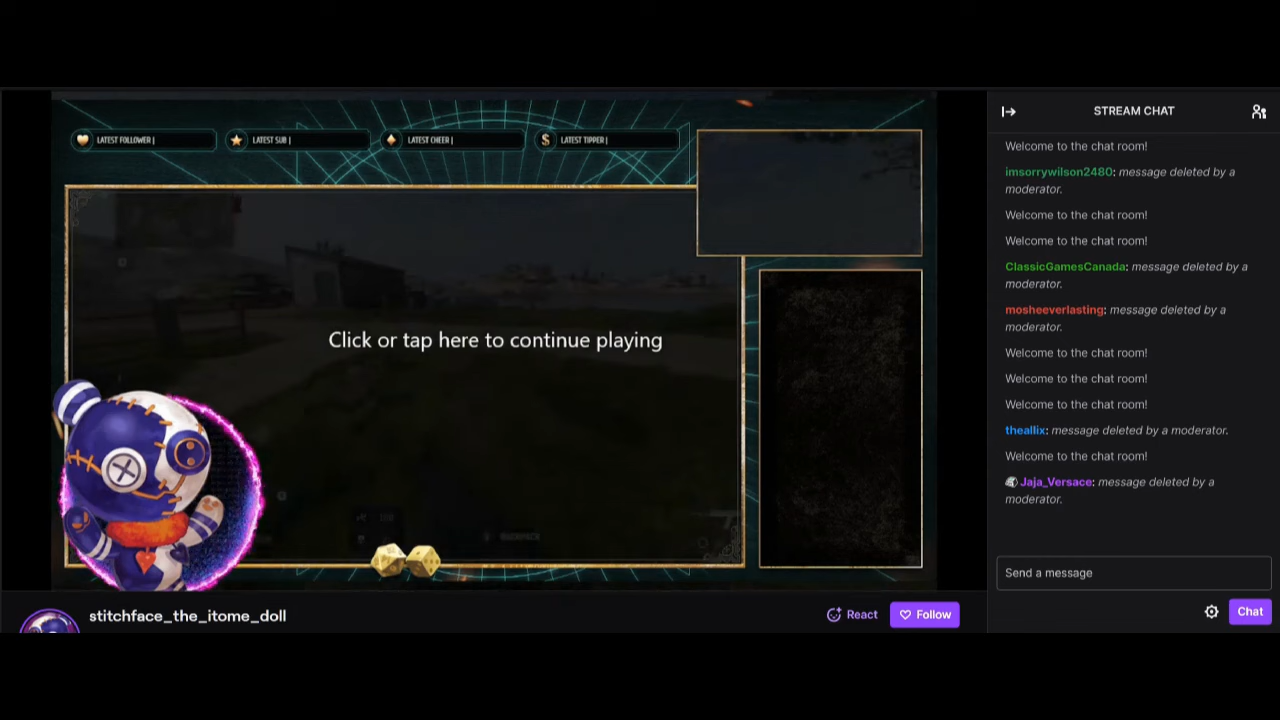 LATEST FOLLOWER |
LATEST SUB |
LATEST CHEER |
LATEST TIPPER |
Click or tap here to continue playing
stitchface_the_itome_doll
React
Follow
STREAM CHAT
Welcome to the chat room!
imsorrywilson2480: message deleted by a
moderator.
Welcome to the chat room!
Welcome to the chat room!
ClassicGamesCanada: message deleted by a
moderator.
mosheeverlasting: message deleted by a
moderator.
Welcome to the chat room!
Welcome to the chat room!
Welcome to the chat room!
theallix: message deleted by a moderator.
Welcome to the chat room!
Jaja_Versace: message deleted by a
moderator.
Send a message
Chat